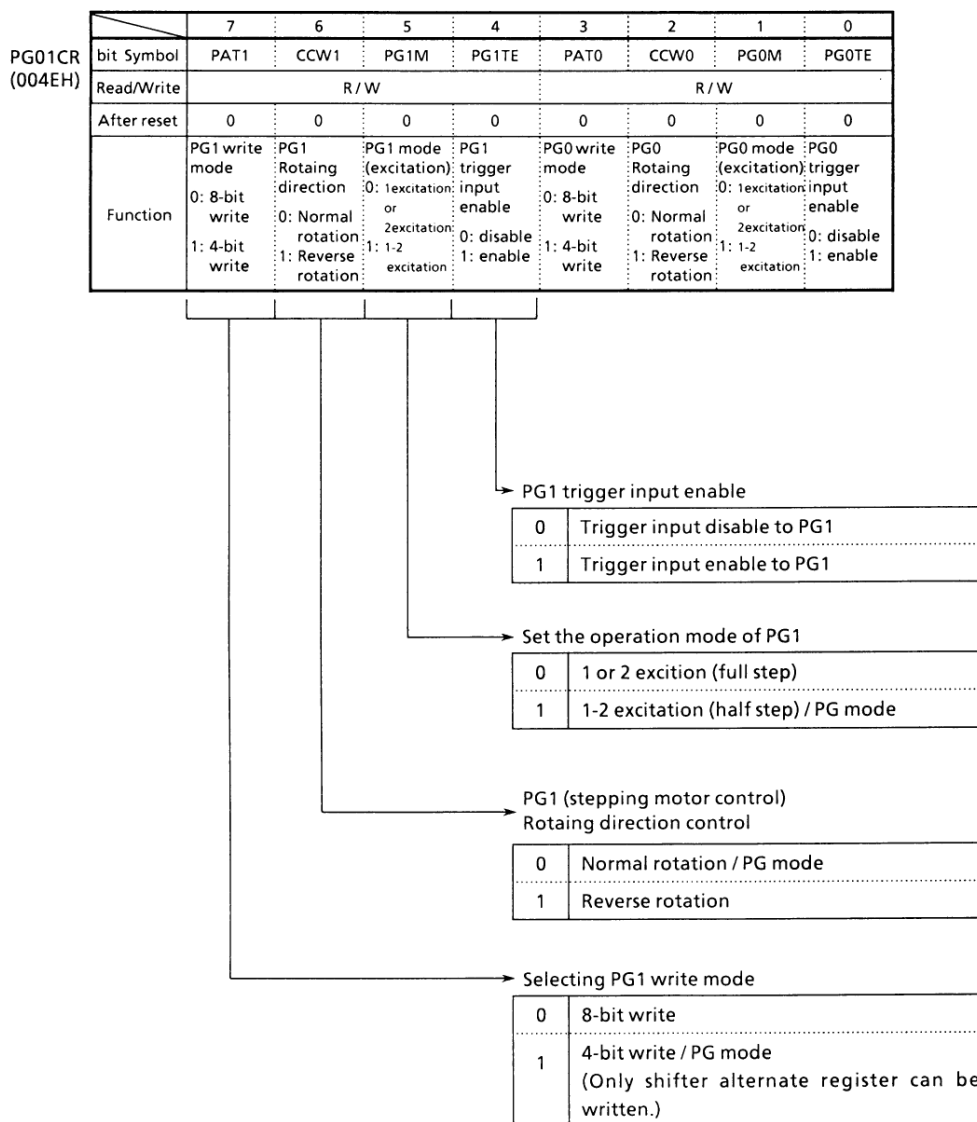 7 6 5 4 3 2 1 0
PG01CR
(004EH)
bit Symbol PAT1 CCW1 PG1M PG1TE PAT0 CCW0 PG0M PG0TE
Read/Write R / W R / W
After reset 0 0 0 0 0 0 0 0
Function
PG1 write
mode
0: 8-bit
write
1: 4-bit
write
PG1
Rotaing
direction
0: Normal
rotation
1: Reverse
rotation
PG1 mode
(excitation)
0: 1excitation
or
2excitation
1: 1-2
excitation
PG1
trigger
input
enable
0: disable
1: enable
PG0 write
mode
0: 8-bit
write
1: 4-bit
write
PG0
Rotaing
direction
0: Normal
rotation
1: Reverse
rotation
PG0 mode
(excitation)
0: 1excitation
or
2excitation
1: 1-2
excitation
PG0
trigger
input
enable
0: disable
1: enable
PG1 trigger input enable
0 Trigger input disable to PG1
1 Trigger input enable to PG1
Set the operation mode of PG1
0 1 or 2 excition (full step)
1 1-2 excitation (half step) / PG mode
PG1 (stepping motor control)
Rotaing direction control
0 Normal rotation / PG mode
1 Reverse rotation
Selecting PG1 write mode
0 8-bit write
1 4-bit write / PG mode
(Only shifter alternate register can be
written.)